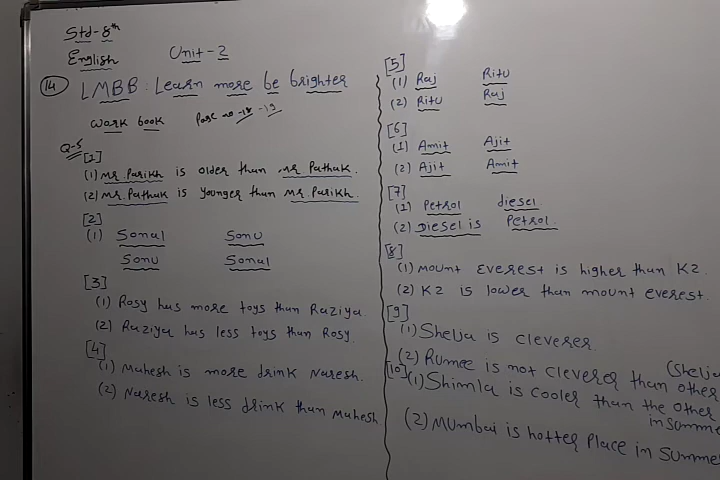 Std-8th
English Unit-2
14 LMBB: Learn more be brighter
Work book Page no-18-19
Q-5
[1]
(1) Mr. Parikh is older than Mr Pathak.
(2) Mr. Pathak is younger than Mr. Parikh.
[2]
(1) Sonal Sonu
Sonu Sonal
[3]
(1) Rosy has more toys than Raziya.
(2) Raziya has less toys than Rosy.
[4]
(1) Mahesh is more drink Naresh.
(2) Naresh is less drink than Mahesh
[5]
(1) Raj Ritu
(2) Ritu Raj
[6]
(1) Amit Ajit
(2) Ajit Amit
[7]
(1) Petrol diesel
(2) Diesel is Petrol.
[8]
(1) Mount Everest is higher than K2.
(2) K2 is lower than mount everest.
[9]
(1) Shelja is cleverer.
(2) Rumee is not cleverer than other
(Shelja
[10] (1) Shimla is cooler than the other
in summe
(2) Mumbai is hotter place in summe